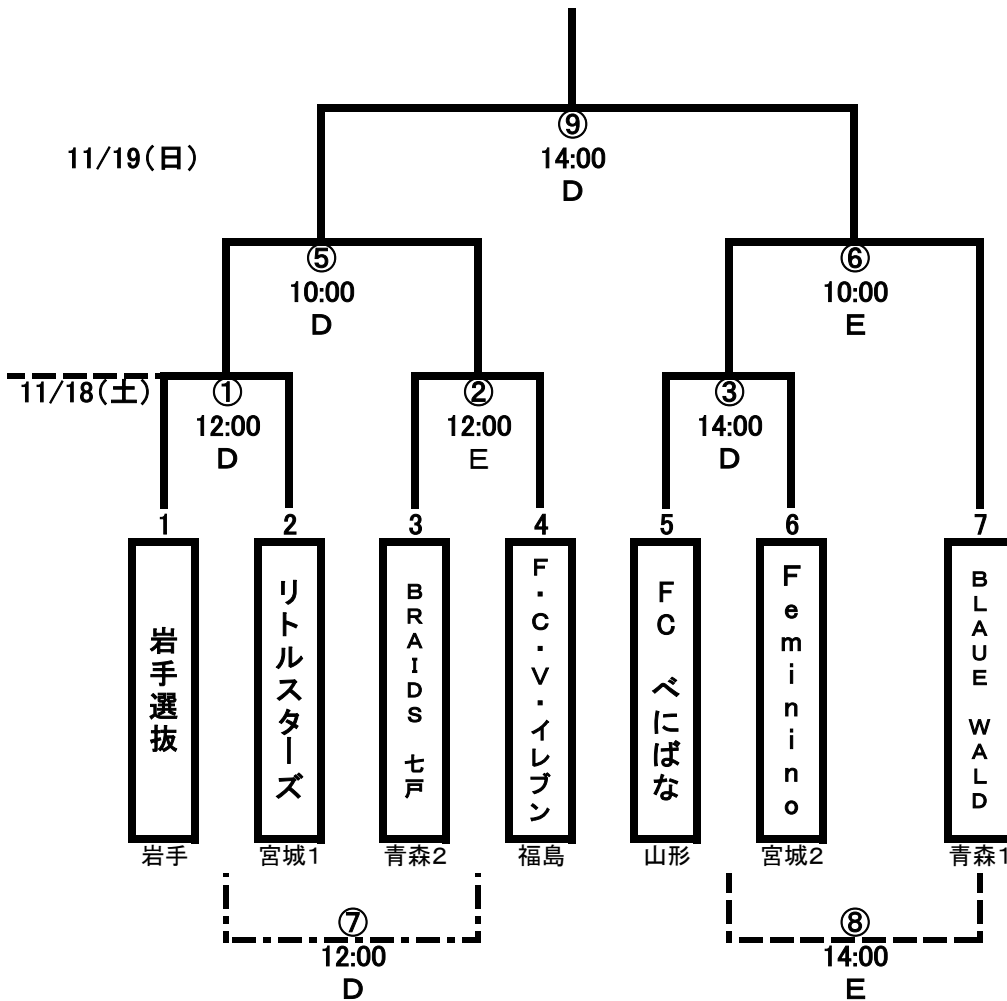 ⑨
11/19(日)
14:00
D
⑤
⑥
10:00
10:00
D
E
11/18(土)
①
②
③
12:00
12:00
14:00
D
E
D
1
2
3
4
5
6
7
岩手選抜
リトルスターズ
BRAIDS 七戸
F・C・V・イレブン
FC べにばな
Feminino
BLAUE WALD
岩手
宮城1
青森2
福島
山形
宮城2
青森1
⑦
⑧
12:00
14:00
D
E